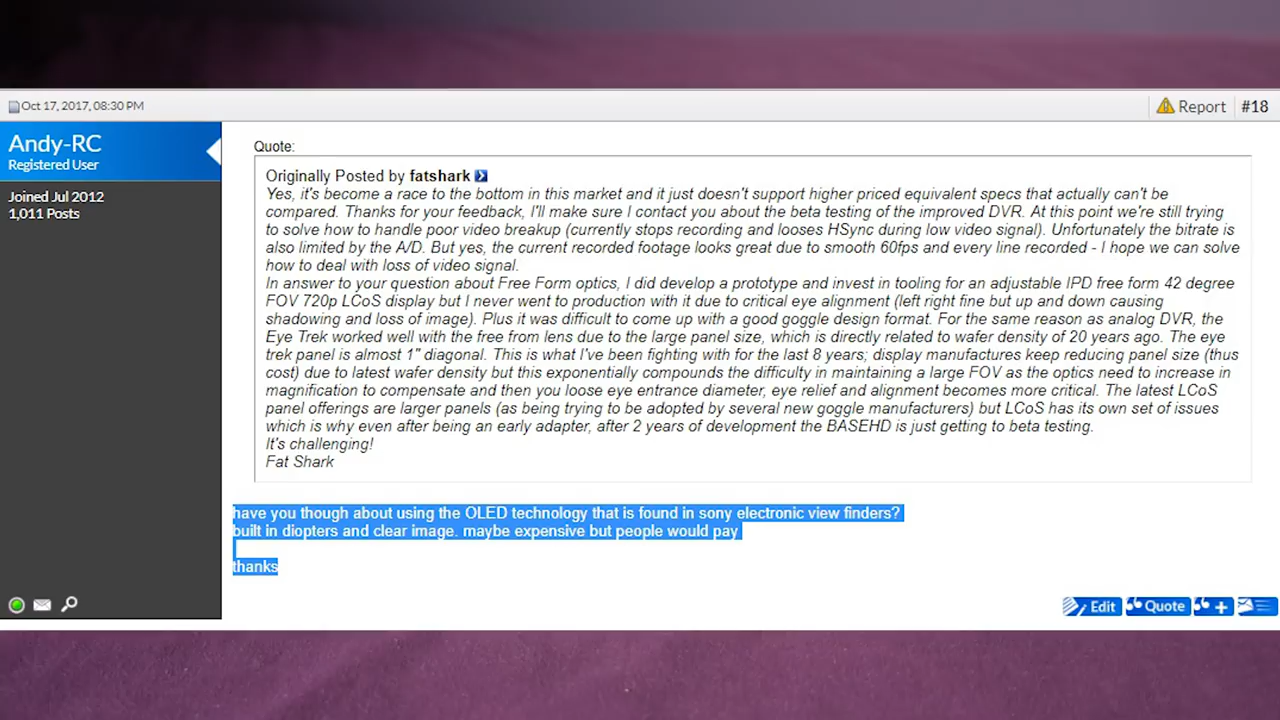 Oct 17, 2017, 08:30 PM
Report #18
Andy-RC
Registered User
Joined Jul 2012
1,011 Posts
Quote:
Originally Posted by fatshark
Yes, it's become a race to the bottom in this market and it just doesn't support higher priced equivalent specs that actually can't be
compared. Thanks for your feedback, I'll make sure I contact you about the beta testing of the improved DVR. At this point we're still trying
to solve how to handle poor video breakup (currently stops recording and looses HSync during low video signal). Unfortunately the bitrate is
also limited by the A/D. But yes, the current recorded footage looks great due to smooth 60fps and every line recorded - I hope we can solve
how to deal with loss of video signal.
In answer to your question about Free Form optics, I did develop a prototype and invest in tooling for an adjustable IPD free form 42 degree
FOV 720p LCoS display but I never went to production with it due to critical eye alignment (left right fine but up and down causing
shadowing and loss of image). Plus it was difficult to come up with a good goggle design format. For the same reason as analog DVR, the
Eye Trek worked well with the free from lens due to the large panel size, which is directly related to wafer density of 20 years ago. The eye
trek panel is almost 1" diagonal. This is what I've been fighting with for the last 8 years; display manufactures keep reducing panel size (thus
cost) due to latest wafer density but this exponentially compounds the difficulty in maintaining a large FOV as the optics need to increase in
magnification to compensate and then you loose eye entrance diameter, eye relief and alignment becomes more critical. The latest LCoS
panel offerings are larger panels (as being trying to be adopted by several new goggle manufacturers) but LCoS has its own set of issues
which is why even after being an early adapter, after 2 years of development the BASEHD is just getting to beta testing.
It's challenging!
Fat Shark
have you though about using the OLED technology that is found in sony electronic view finders?
built in diopters and clear image. maybe expensive but people would pay
thanks
Edit Quote